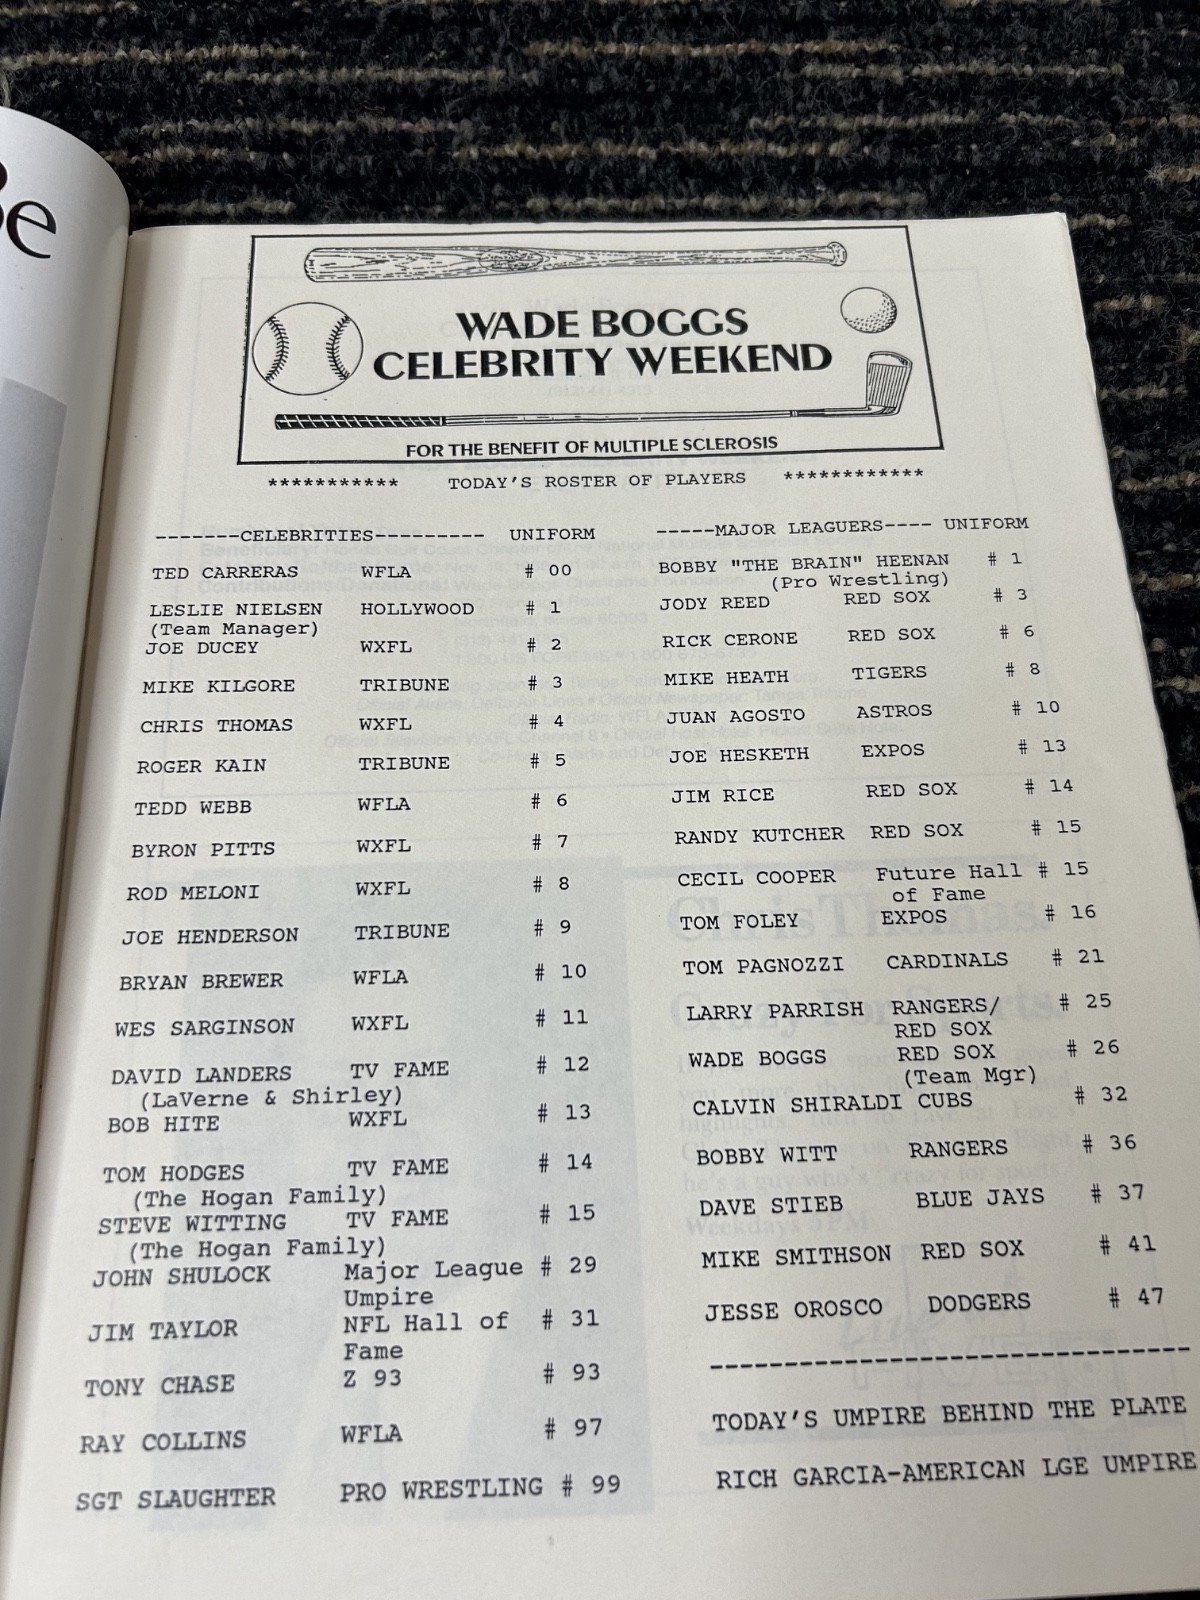 WADE BOGGS
CELEBRITY WEEKEND
FOR THE BENEFIT OF MULTIPLE SCLEROSIS
*********** TODAY'S ROSTER OF PLAYERS ************
-------CELEBRITIES--------- UNIFORM
TED CARRERAS WFLA # 00
LESLIE NIELSEN HOLLYWOOD # 1
(Team Manager)
JOE DUCEY WXFL # 2
MIKE KILGORE TRIBUNE # 3
CHRIS THOMAS WXFL # 4
ROGER KAIN TRIBUNE # 5
TEDD WEBB WFLA # 6
BYRON PITTS WXFL # 7
ROD MELONI WXFL # 8
JOE HENDERSON TRIBUNE # 9
BRYAN BREWER WFLA # 10
WES SARGINSON WXFL # 11
DAVID LANDERS TV FAME # 12
(LaVerne & Shirley)
BOB HITE WXFL # 13
TOM HODGES TV FAME # 14
(The Hogan Family)
STEVE WITTING TV FAME # 15
(The Hogan Family)
JOHN SHULOCK Major League # 29
Umpire
JIM TAYLOR NFL Hall of # 31
Fame
TONY CHASE Z 93 # 93
RAY COLLINS WFLA # 97
SGT SLAUGHTER PRO WRESTLING # 99
-----MAJOR LEAGUERS---- UNIFORM
BOBBY "THE BRAIN" HEENAN # 1
(Pro Wrestling)
JODY REED RED SOX # 3
RICK CERONE RED SOX # 6
MIKE HEATH TIGERS # 8
JUAN AGOSTO ASTROS # 10
JOE HESKETH EXPOS # 13
JIM RICE RED SOX # 14
RANDY KUTCHER RED SOX # 15
CECIL COOPER Future Hall # 15
of Fame
TOM FOLEY EXPOS # 16
TOM PAGNOZZI CARDINALS # 21
LARRY PARRISH RANGERS/ # 25
RED SOX
WADE BOGGS RED SOX # 26
(Team Mgr)
CALVIN SHIRALDI CUBS # 32
BOBBY WITT RANGERS # 36
DAVE STIEB BLUE JAYS # 37
MIKE SMITHSON RED SOX # 41
JESSE OROSCO DODGERS # 47
--------------------------------
TODAY'S UMPIRE BEHIND THE PLATE
RICH GARCIA-AMERICAN LGE UMPIRE